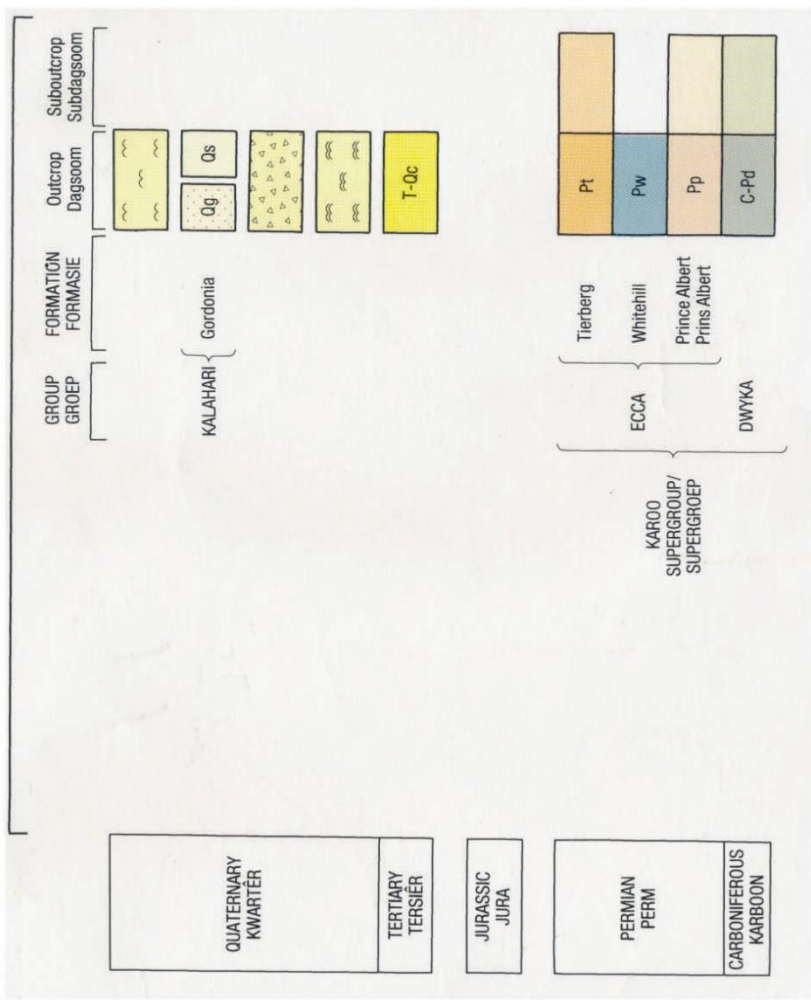 GROUP
GROEP
FORMATION
FORMASIE
Outcrop
Dagsoom
Suboutcrop
Subdagsoom
QUATERNARY
KWARTÊR
KALAHARI
Gordonia
Qg
Qs
TERTIARY
TERSIÊR
T-Qc
JURASSIC
JURA
PERMIAN
PERM
KAROO
SUPERGROUP/
SUPERGROEP
ECCA
Tierberg
Pt
Whitehill
Pw
Prince Albert
Prins Albert
Pp
CARBONIFEROUS
KARBOON
DWYKA
C-Pd